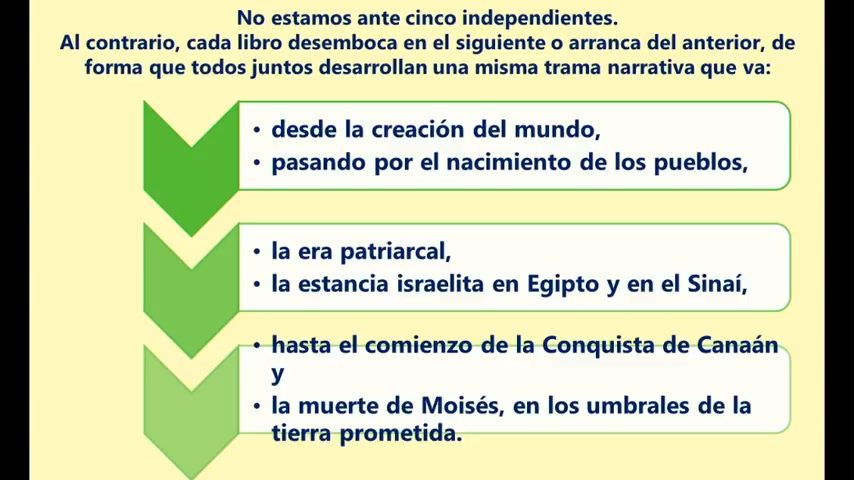 No estamos ante cinco independientes.
Al contrario, cada libro desemboca en el siguiente o arranca del anterior, de
forma que todos juntos desarrollan una misma trama narrativa que va:
• desde la creación del mundo,
• pasando por el nacimiento de los pueblos,
• la era patriarcal,
• la estancia israelita en Egipto y en el Sinaí,
• hasta el comienzo de la Conquista de Canaán
y
• la muerte de Moisés, en los umbrales de la
tierra prometida.